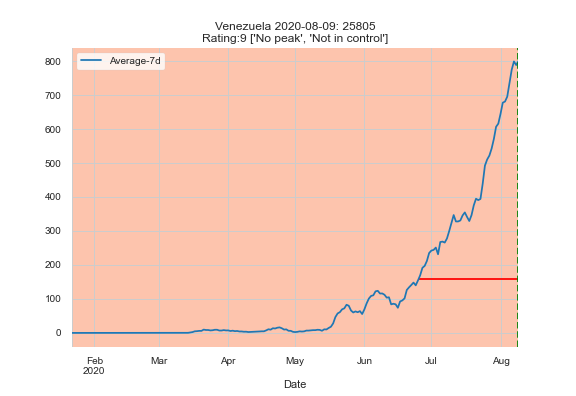 Venezuela 2020-08-09: 25805
Rating:9 ['No peak', 'Not in control']
Average-7d
800
700
600
500
400
300
200
100
0
Feb Mar Apr May Jun Jul Aug
2020
Date